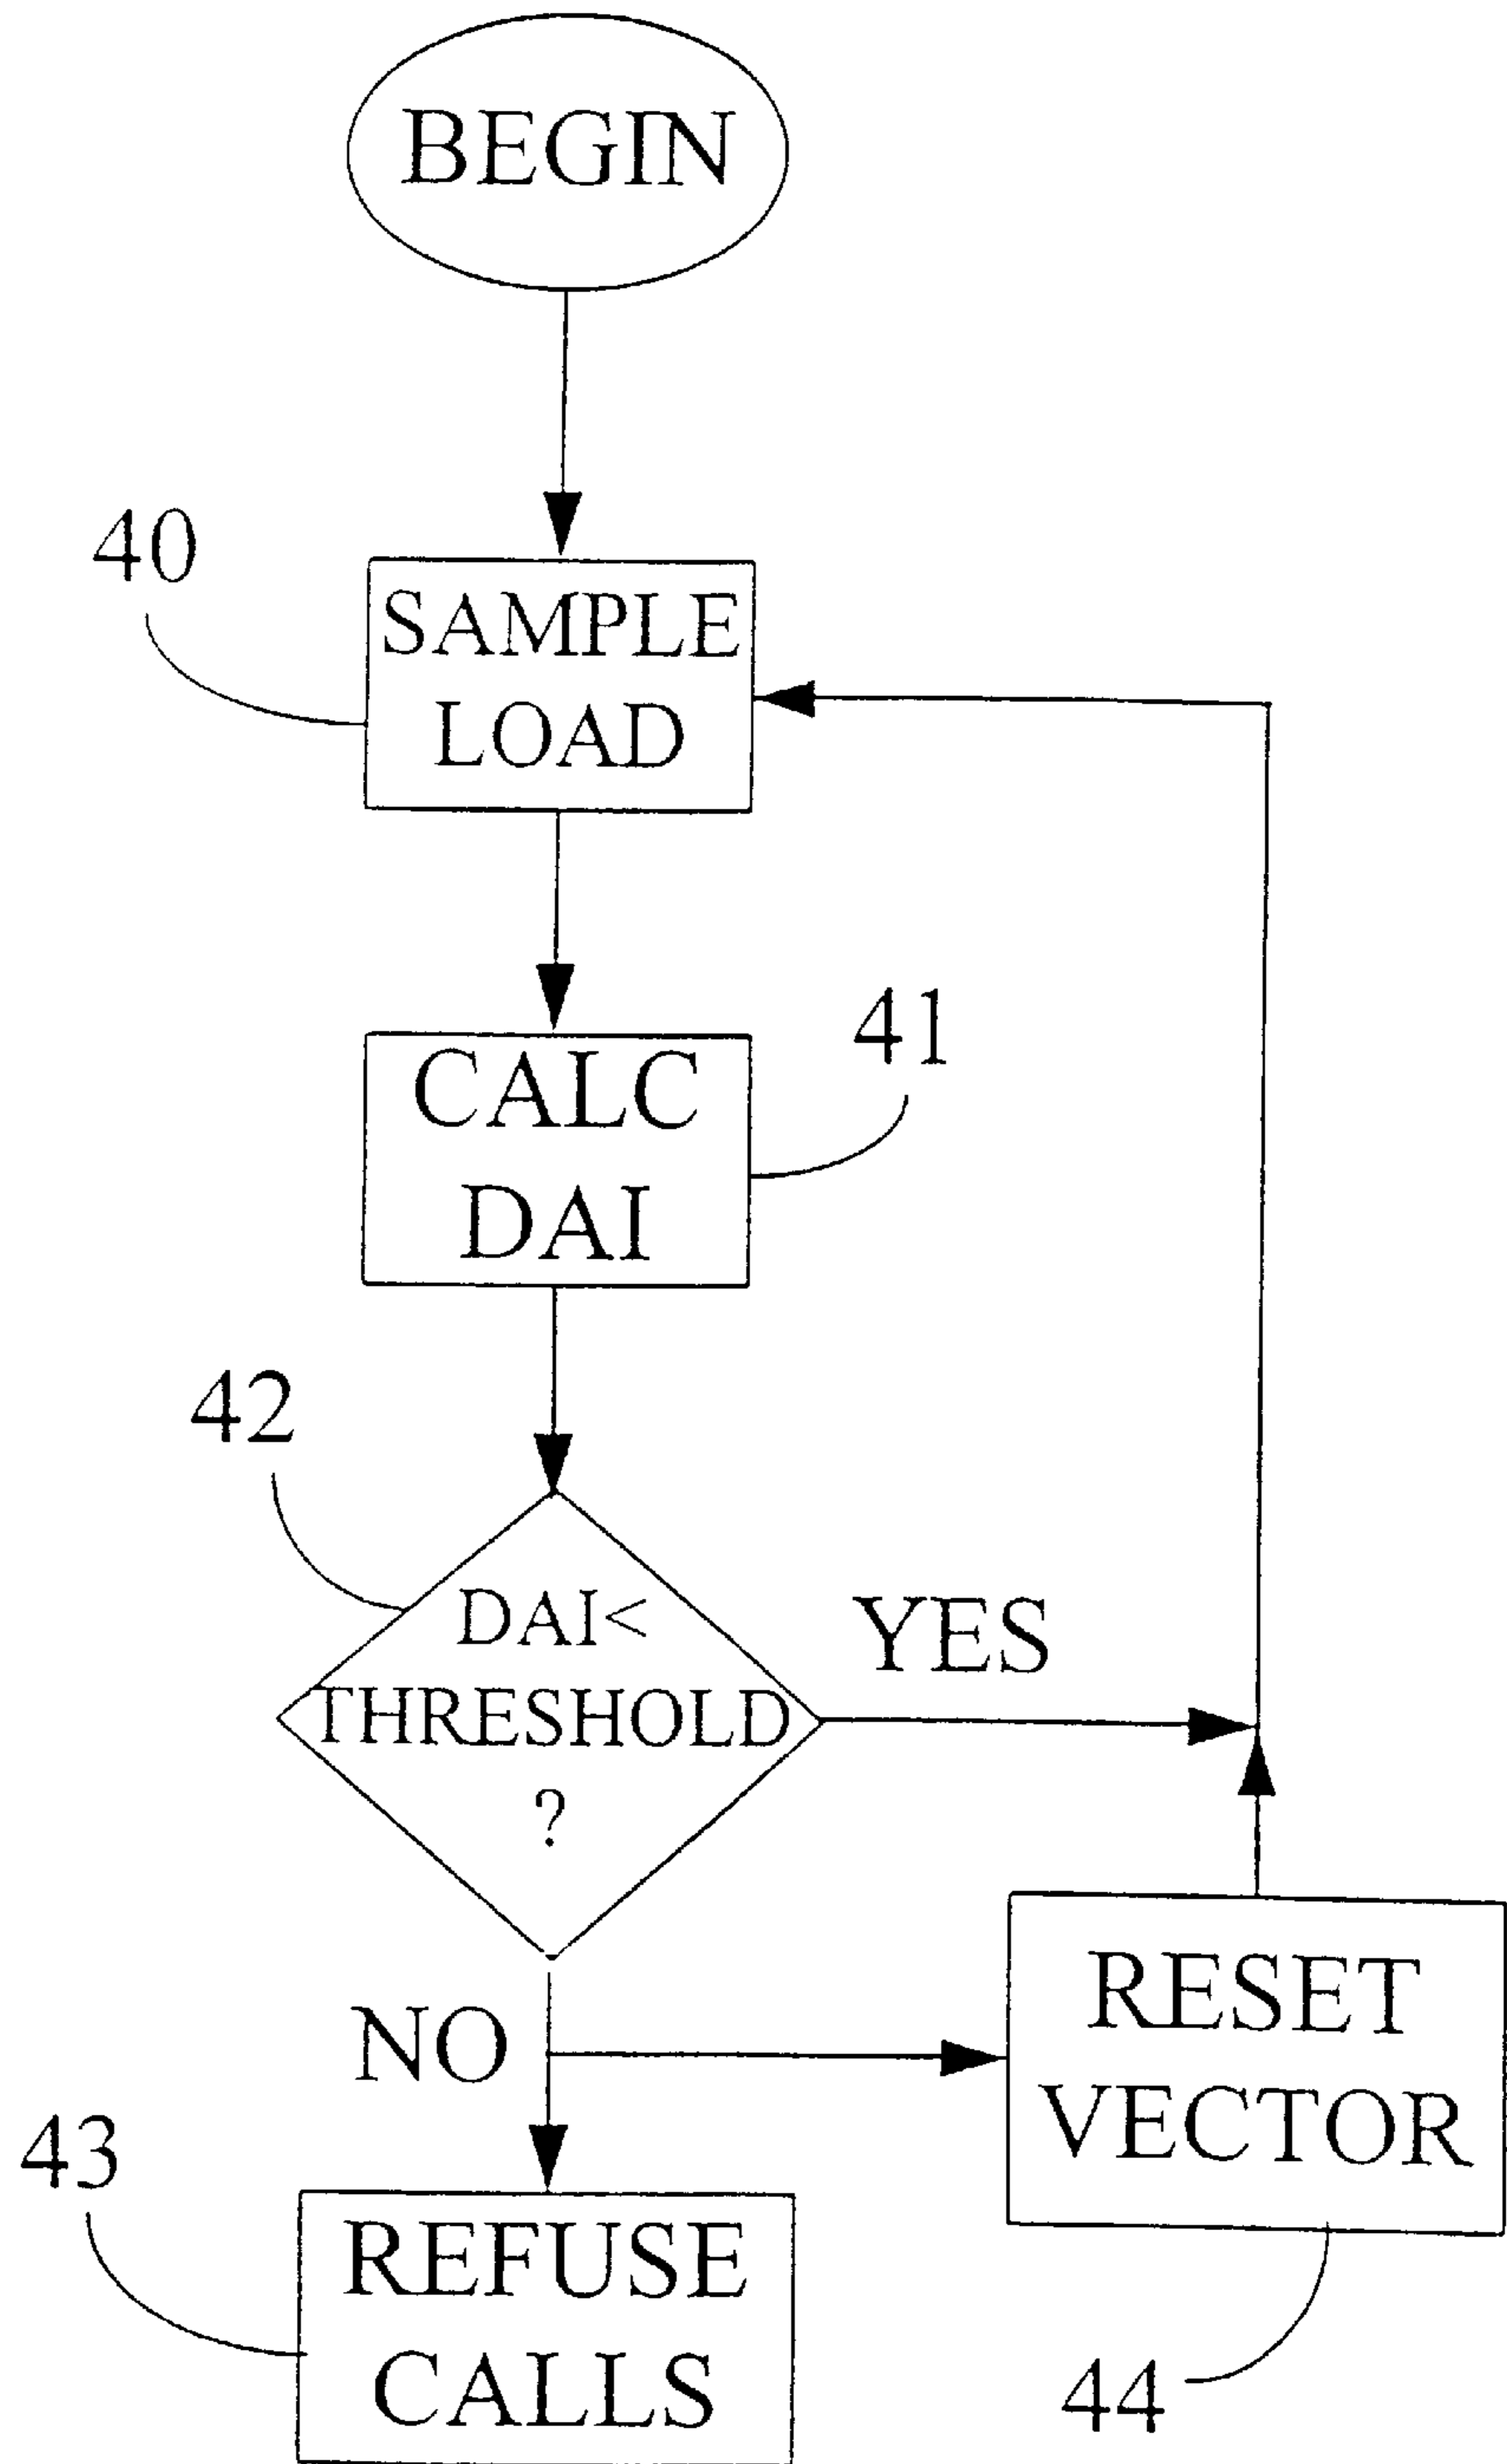 BEGIN
40
SAMPLE
LOAD
41
CALC
DAI
42
DAI<
THRESHOLD
?
YES
NO
RESET
VECTOR
43
REFUSE
CALLS
44